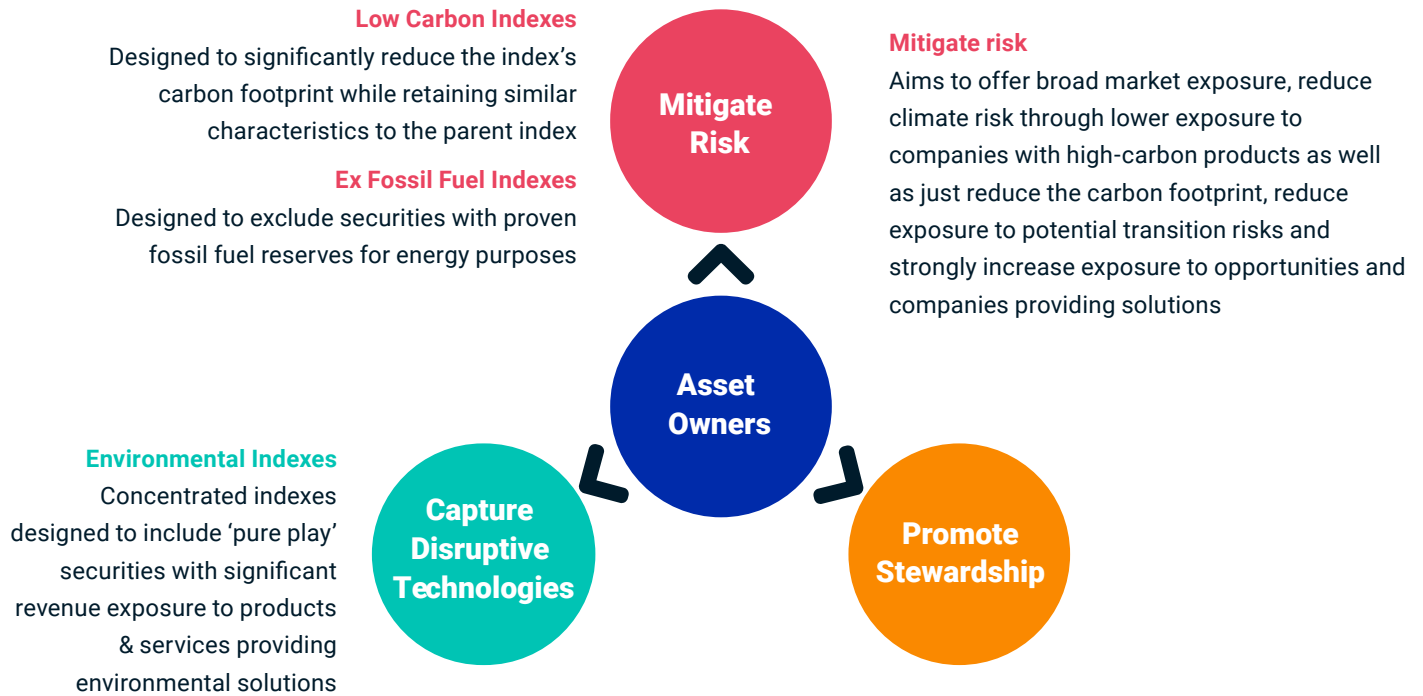 Low Carbon Indexes
Designed to significantly reduce the index’s
carbon footprint while retaining similar
characteristics to the parent index
Ex Fossil Fuel Indexes
Designed to exclude securities with proven
fossil fuel reserves for energy purposes
Mitigate
Risk
Mitigate risk
Aims to offer broad market exposure, reduce
climate risk through lower exposure to
companies with high-carbon products as well
as just reduce the carbon footprint, reduce
exposure to potential transition risks and
strongly increase exposure to opportunities and
companies providing solutions
Asset
Owners
Environmental Indexes
Concentrated indexes
designed to include ‘pure play’
securities with significant
revenue exposure to products
& services providing
environmental solutions
Capture
Disruptive
Technologies
Promote
Stewardship